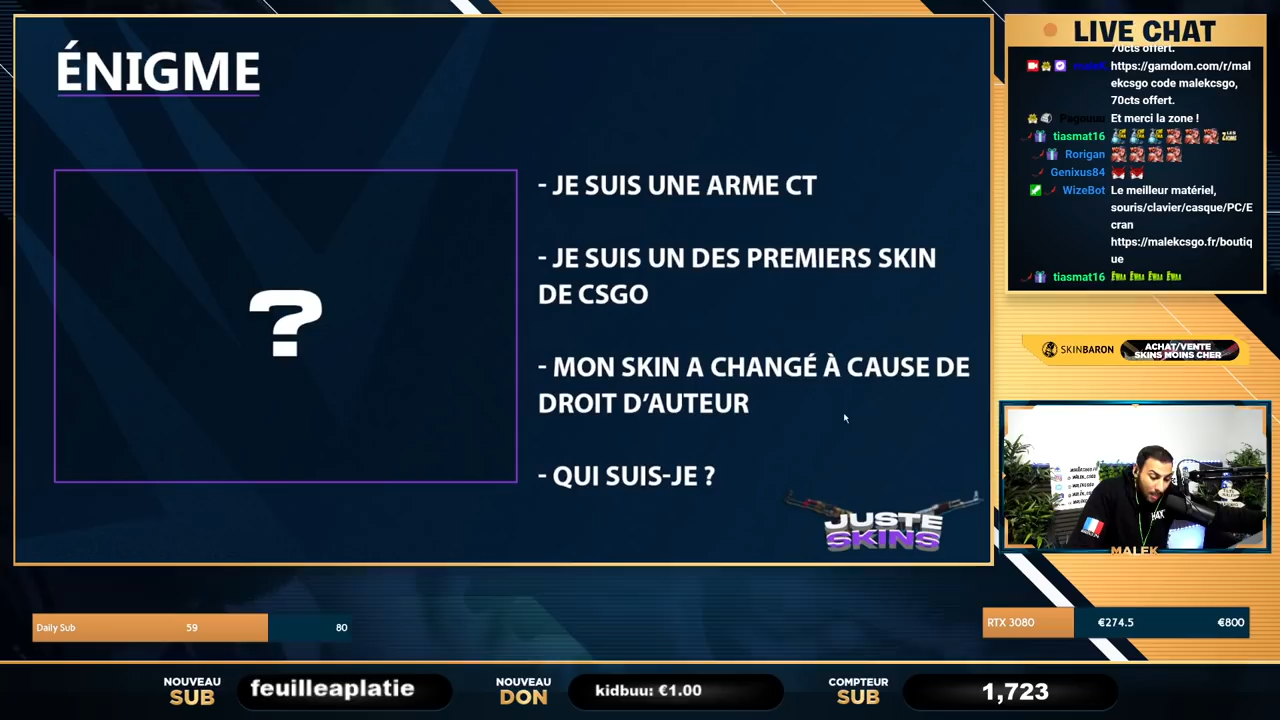 ÉNIGME
- JE SUIS UNE ARME CT
- JE SUIS UN DES PREMIERS SKIN
DE CSGO
- MON SKIN A CHANGÉ À CAUSE DE
DROIT D'AUTEUR
- QUI SUIS-JE ?
?
JUSTE
SKINS
LIVE CHAT
70cts offert.
https://gamdom.com/r/mal
ekcsgo code malekcsgo,
70cts offert.
Pagouuu Et merci la zone !
tiasmat16
Rorigan
Genixus84
WizeBot Le meilleur matériel,
souris/clavier/casque/PC/E
cran
https://malekcsgo.fr/boutiq
ue
tiasmat16
SKINBARON
ACHAT/VENTE
SKINS MOINS CHER
MALEK
Daily Sub 59 80
RTX 3080 €274.5 €800
NOUVEAU
SUB
feuilleaplatie
NOUVEAU
DON
kidbuu: €1.00
COMPTEUR
SUB
1,723